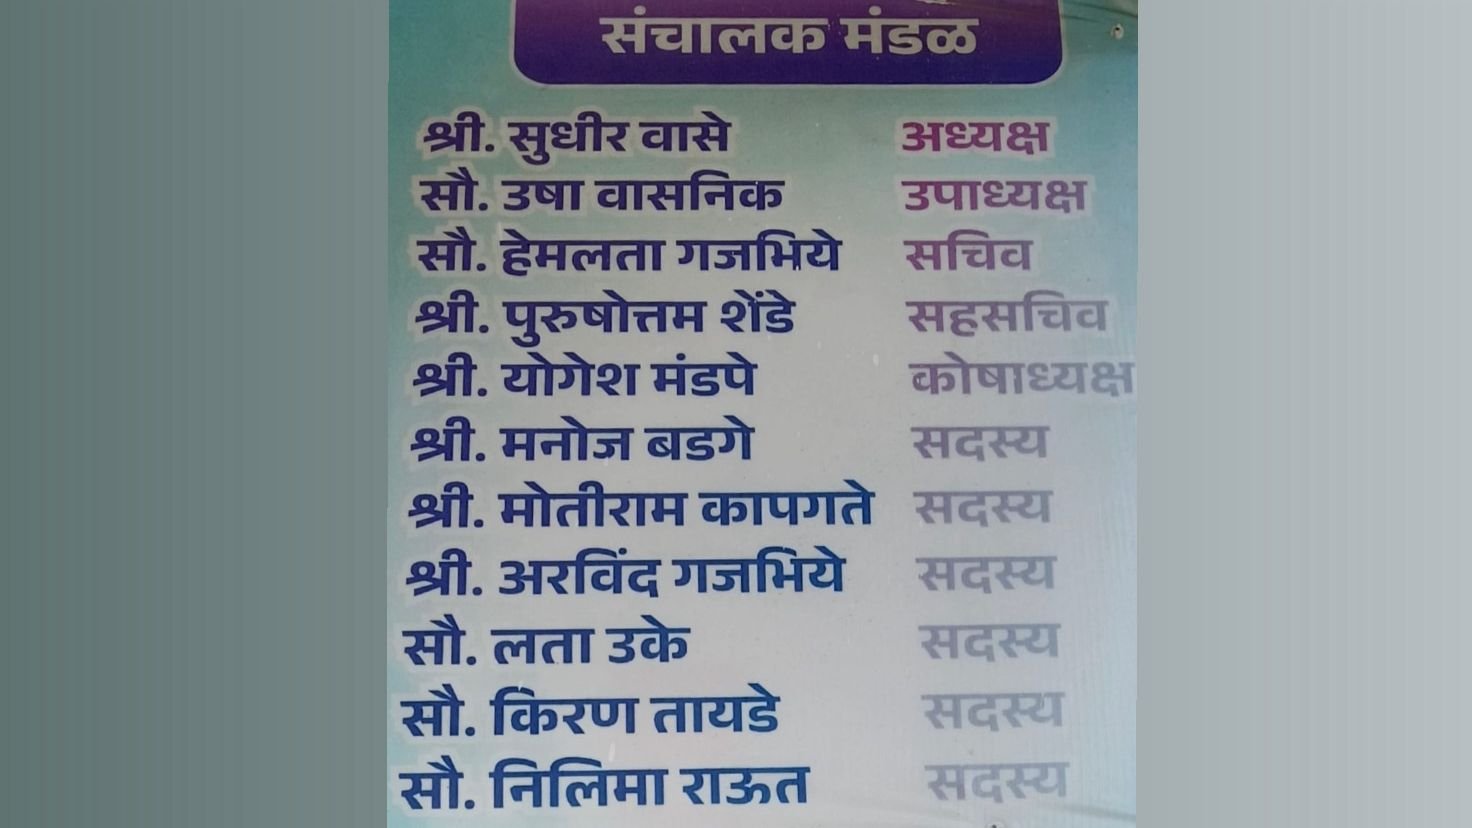 संचालक मंडळ
श्री. सुधीर वासे अध्यक्ष
सौ. उषा वासनिक उपाध्यक्ष
सौ. हेमलता गजभिये सचिव
श्री. पुरुषोत्तम शेंडे सहसचिव
श्री. योगेश मंडपे कोषाध्यक्ष
श्री. मनोज बडगे सदस्य
श्री. मोतीराम कापगते सदस्य
श्री. अरविंद गजभिये सदस्य
सौ. लता उके सदस्य
सौ. किरण तायडे सदस्य
सौ. निलिमा राऊत सदस्य